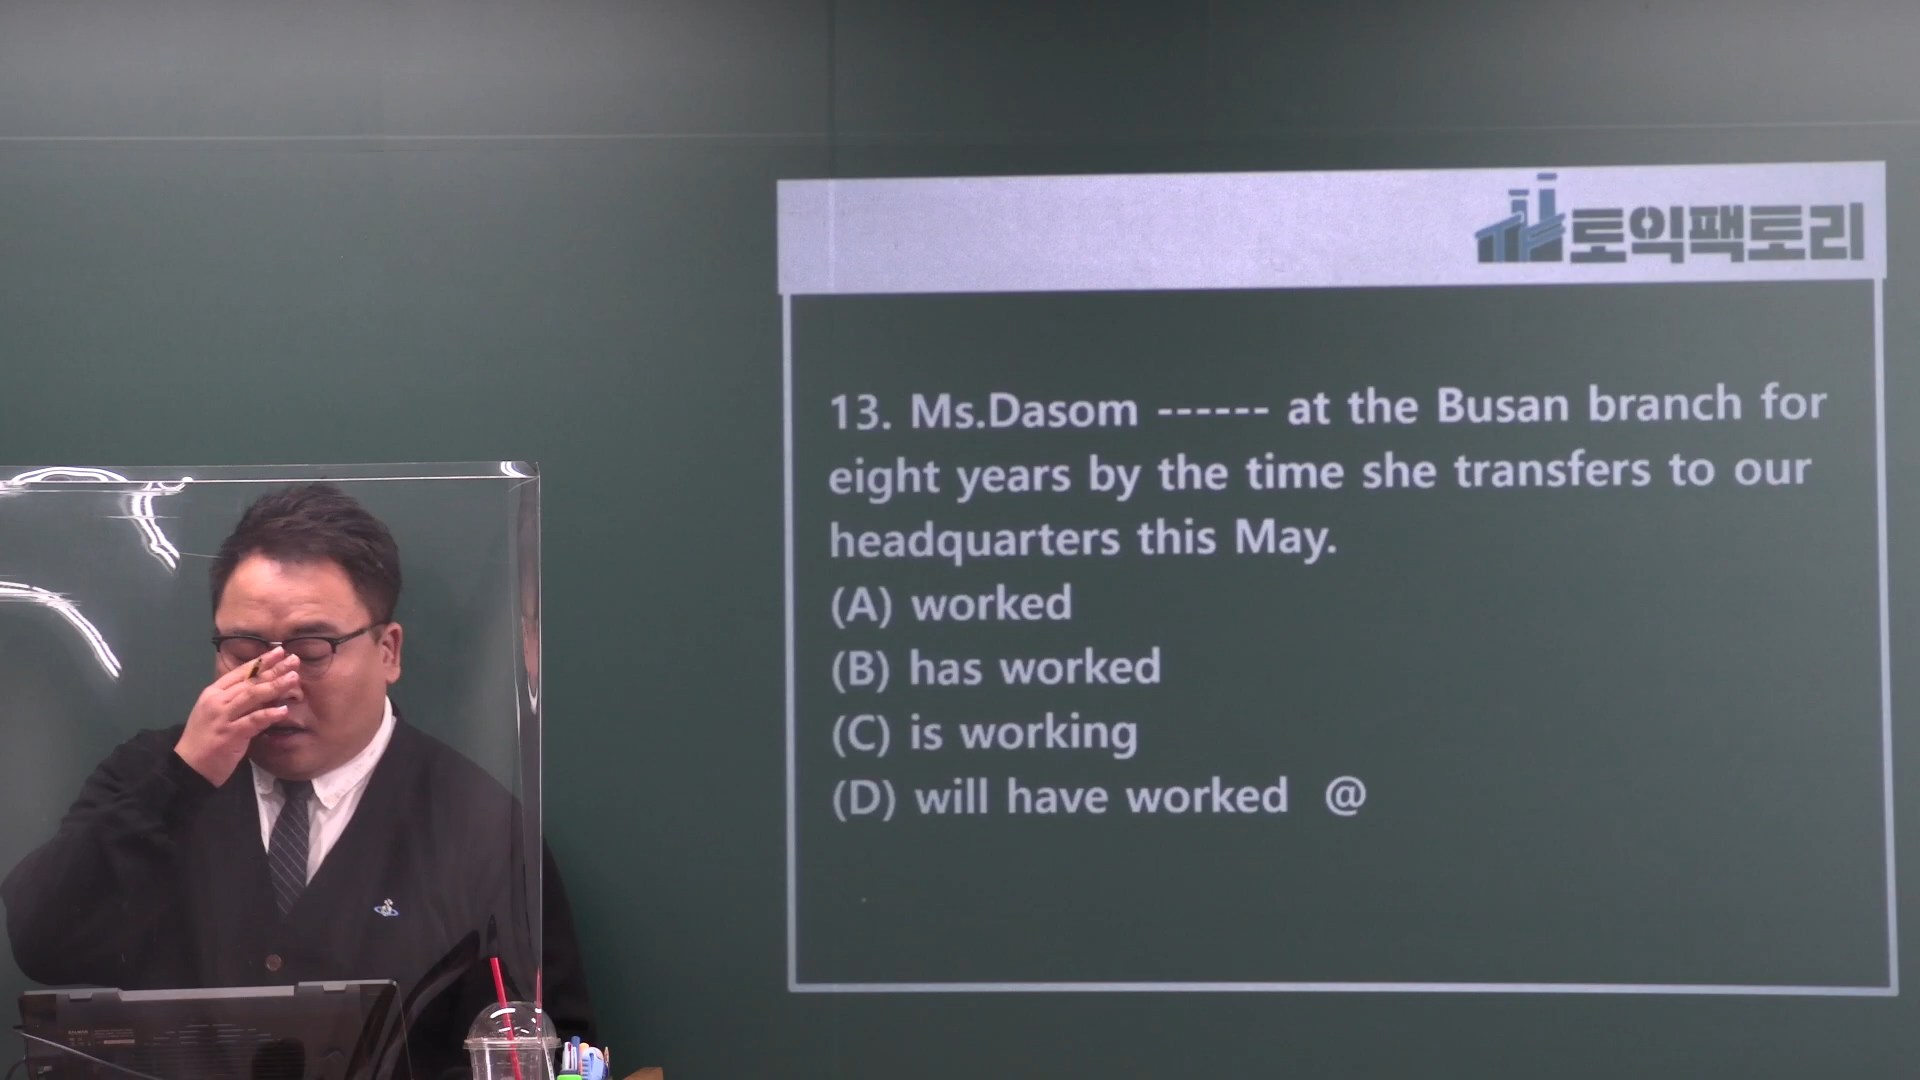 토익팩토리
13. Ms.Dasom ------ at the Busan branch for
eight years by the time she transfers to our
headquarters this May.
(A) worked
(B) has worked
(C) is working
(D) will have worked @